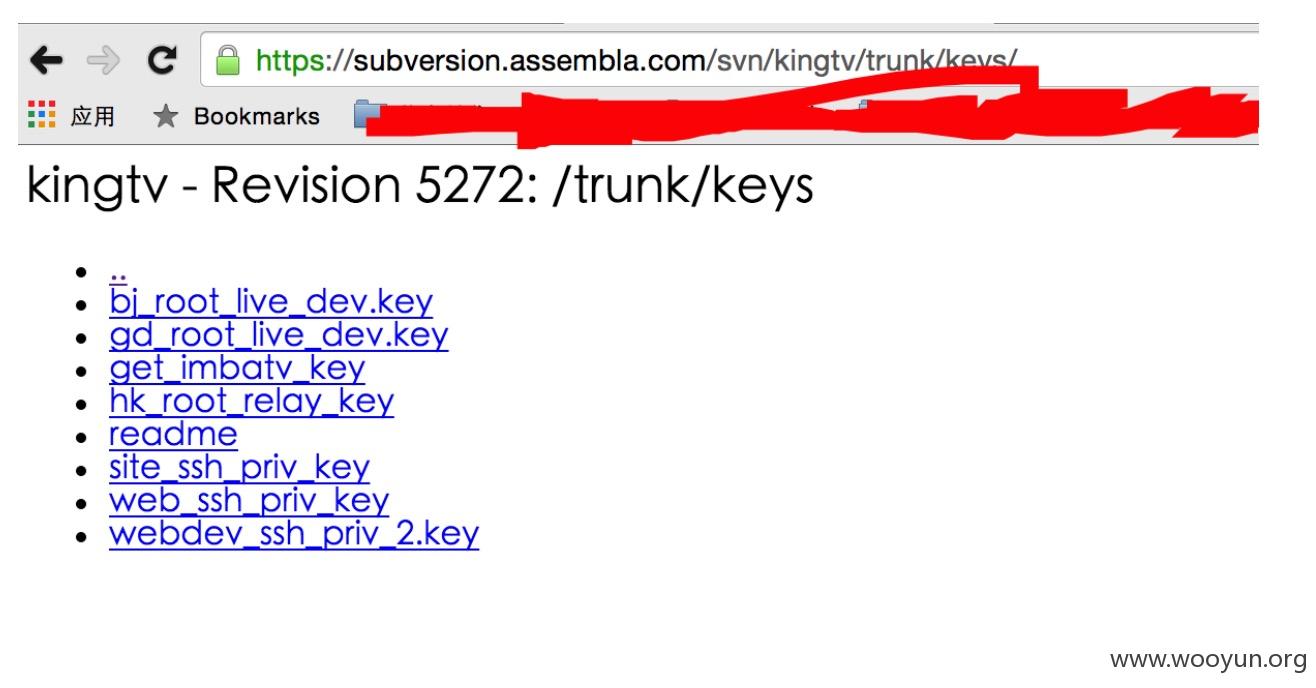 https://subversion.assembla.com/svn/kingtv/trunk/keys/
应用 Bookmarks
kingtv - Revision 5272: /trunk/keys
..
bj_root_live_dev.key
gd_root_live_dev.key
get_imbatv_key
hk_root_relay_key
readme
site_ssh_priv_key
web_ssh_priv_key
webdev_ssh_priv_2.key
www.wooyun.org